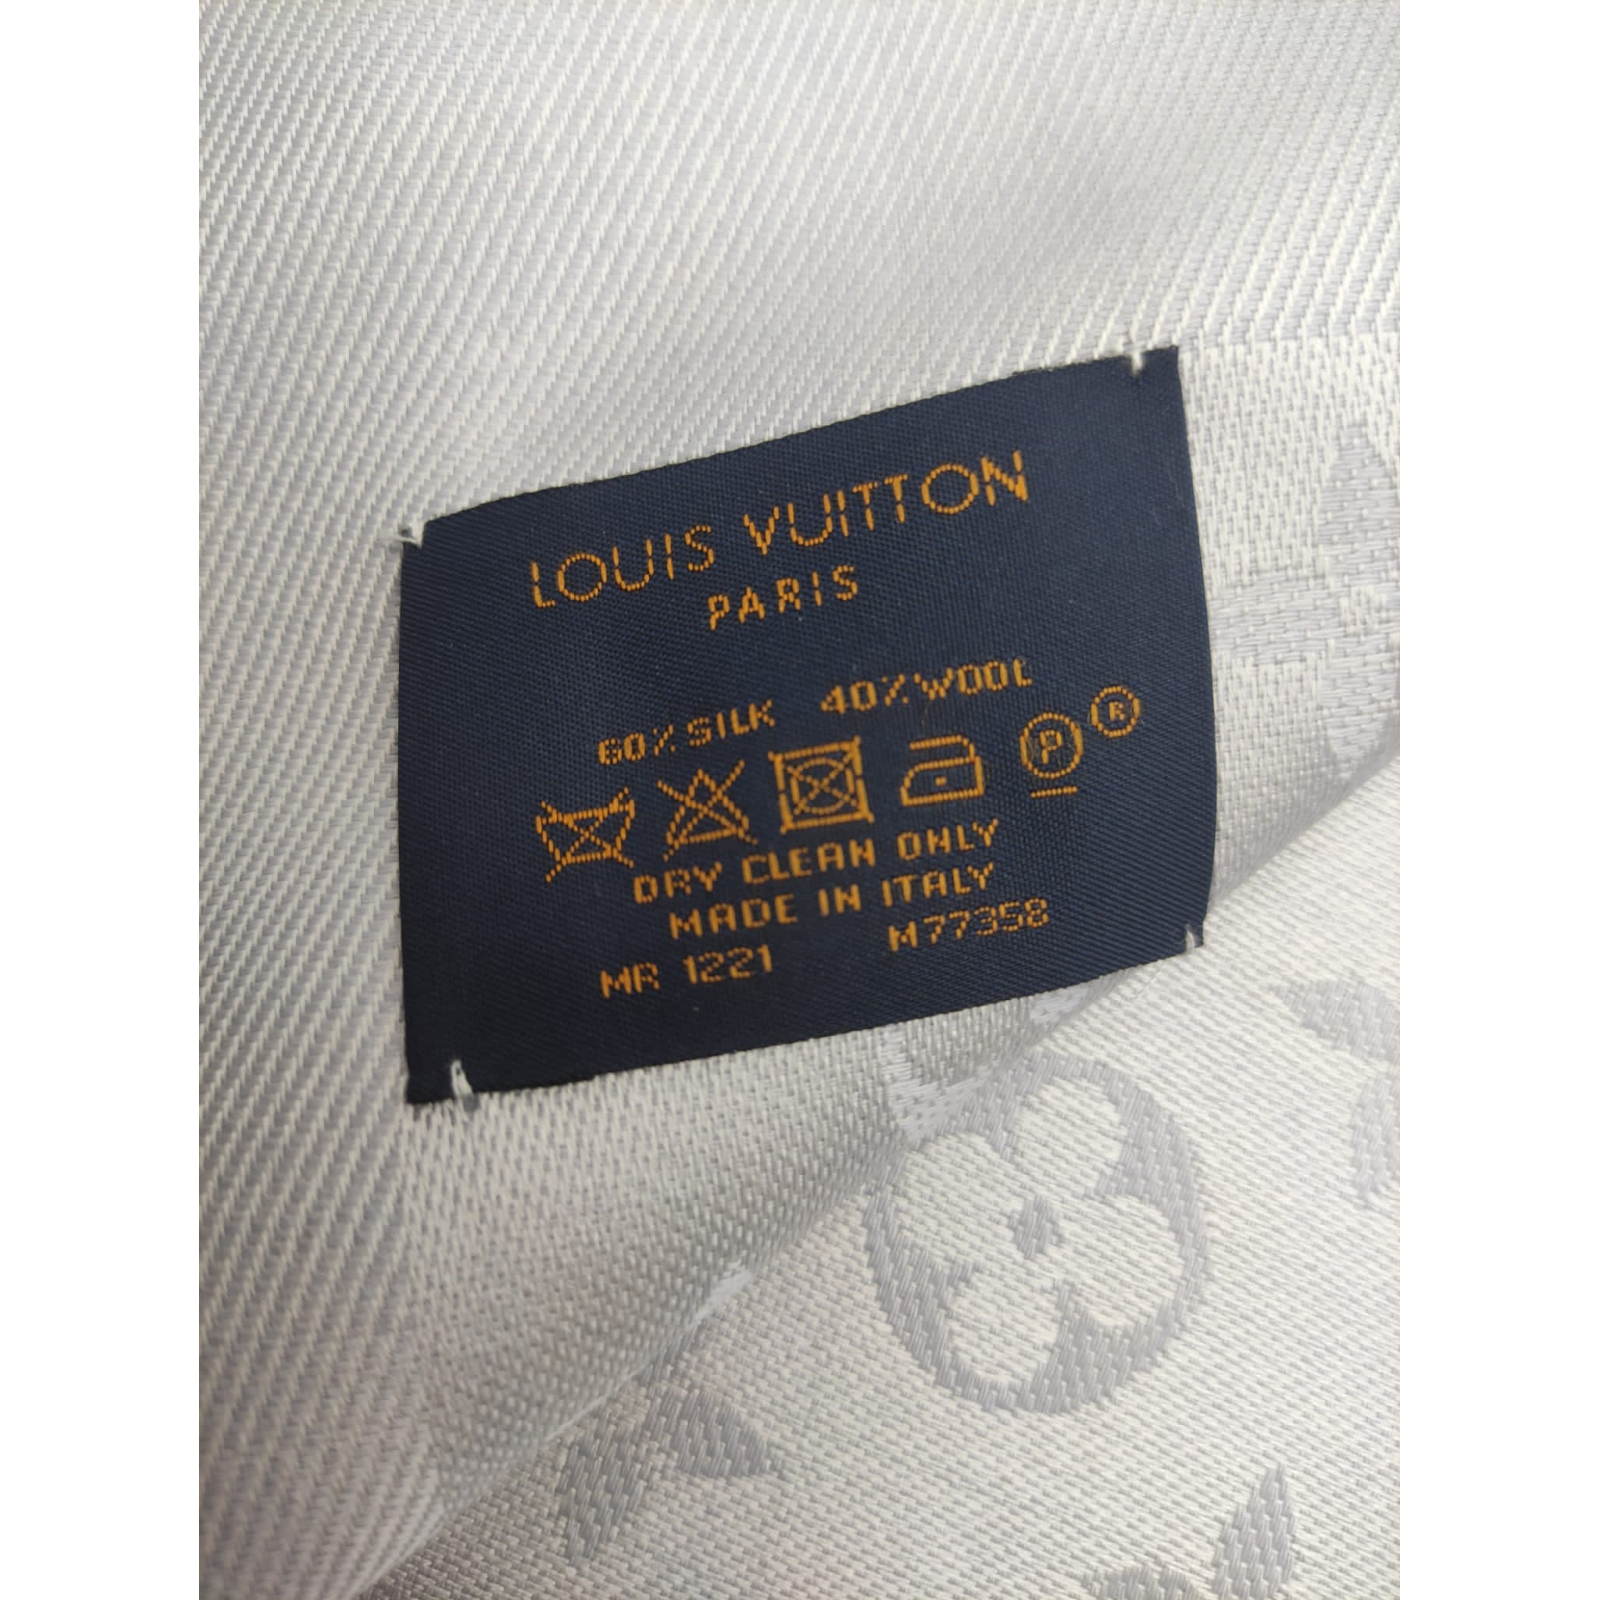 LOUIS VUITTON
PARIS
60% SILK 40% WOOL
P ®
DRY CLEAN ONLY
MADE IN ITALY
MR 1221 M77358